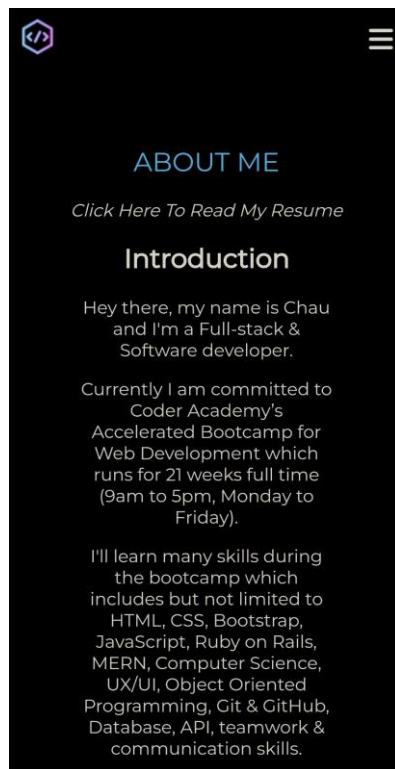 </>
ABOUT ME
Click Here To Read My Resume
Introduction
Hey there, my name is Chau
and I'm a Full-stack &
Software developer.
Currently I am committed to
Coder Academy’s
Accelerated Bootcamp for
Web Development which
runs for 21 weeks full time
(9am to 5pm, Monday to
Friday).
I'll learn many skills during
the bootcamp which
includes but not limited to
HTML, CSS, Bootstrap,
JavaScript, Ruby on Rails,
MERN, Computer Science,
UX/UI, Object Oriented
Programming, Git & GitHub,
Database, API, teamwork &
communication skills.